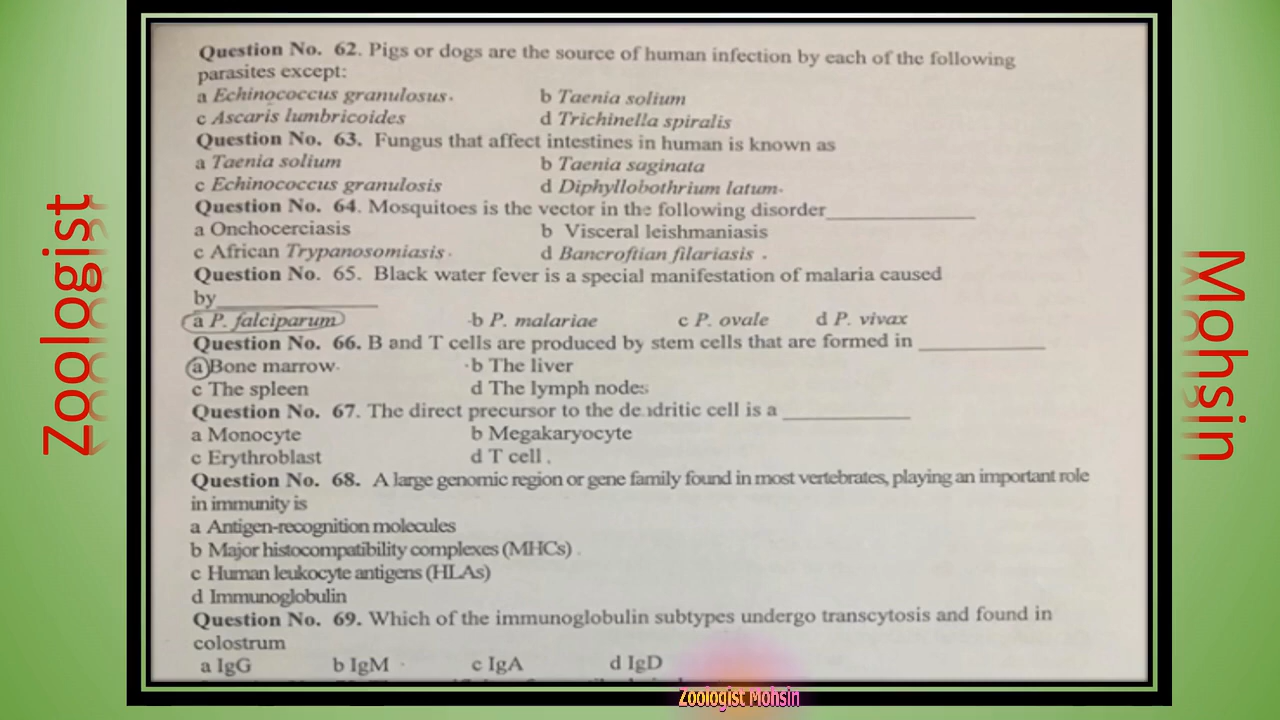 Zoologist
Question No. 62. Pigs or dogs are the source of human infection by each of the following
parasites except:
a Echinococcus granulosus. b Taenia solium
c Ascaris lumbricoides d Trichinella spiralis
Question No. 63. Fungus that affect intestines in human is known as
a Taenia solium b Taenia saginata
c Echinococcus granulosis d Diphyllobothrium latum.
Question No. 64. Mosquitoes is the vector in the following disorder_______________
a Onchocerciasis b Visceral leishmaniasis
c African Trypanosomiasis. d Bancroftian filariasis .
Question No. 65. Black water fever is a special manifestation of malaria caused
by________________
a P. falciparum b P. malariae c P. ovale d P. vivax
Question No. 66. B and T cells are produced by stem cells that are formed in ____________
a Bone marrow. b The liver
c The spleen d The lymph nodes
Question No. 67. The direct precursor to the dendritic cell is a ____________
a Monocyte b Megakaryocyte
c Erythroblast d T cell .
Question No. 68. A large genomic region or gene family found in most vertebrates, playing an important role
in immunity is
a Antigen-recognition molecules
b Major histocompatibility complexes (MHCs) .
c Human leukocyte antigens (HLAs)
d Immunoglobulin
Question No. 69. Which of the immunoglobulin subtypes undergo transcytosis and found in
colostrum
a IgG b IgM c IgA d IgD
Mohsin
Zoologist Mohsin